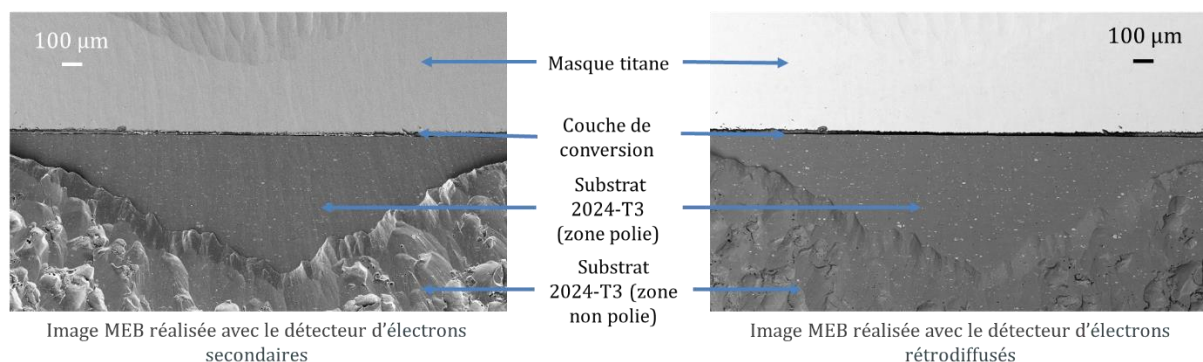 100 µm
100 µm
Masque titane
Couche de
conversion
Substrat
2024-T3
(zone polie)
Substrat
2024-T3 (zone
non polie)
Image MEB réalisée avec le détecteur d’électrons
secondaires
Image MEB réalisée avec le détecteur d’électrons
rétrodiffusés